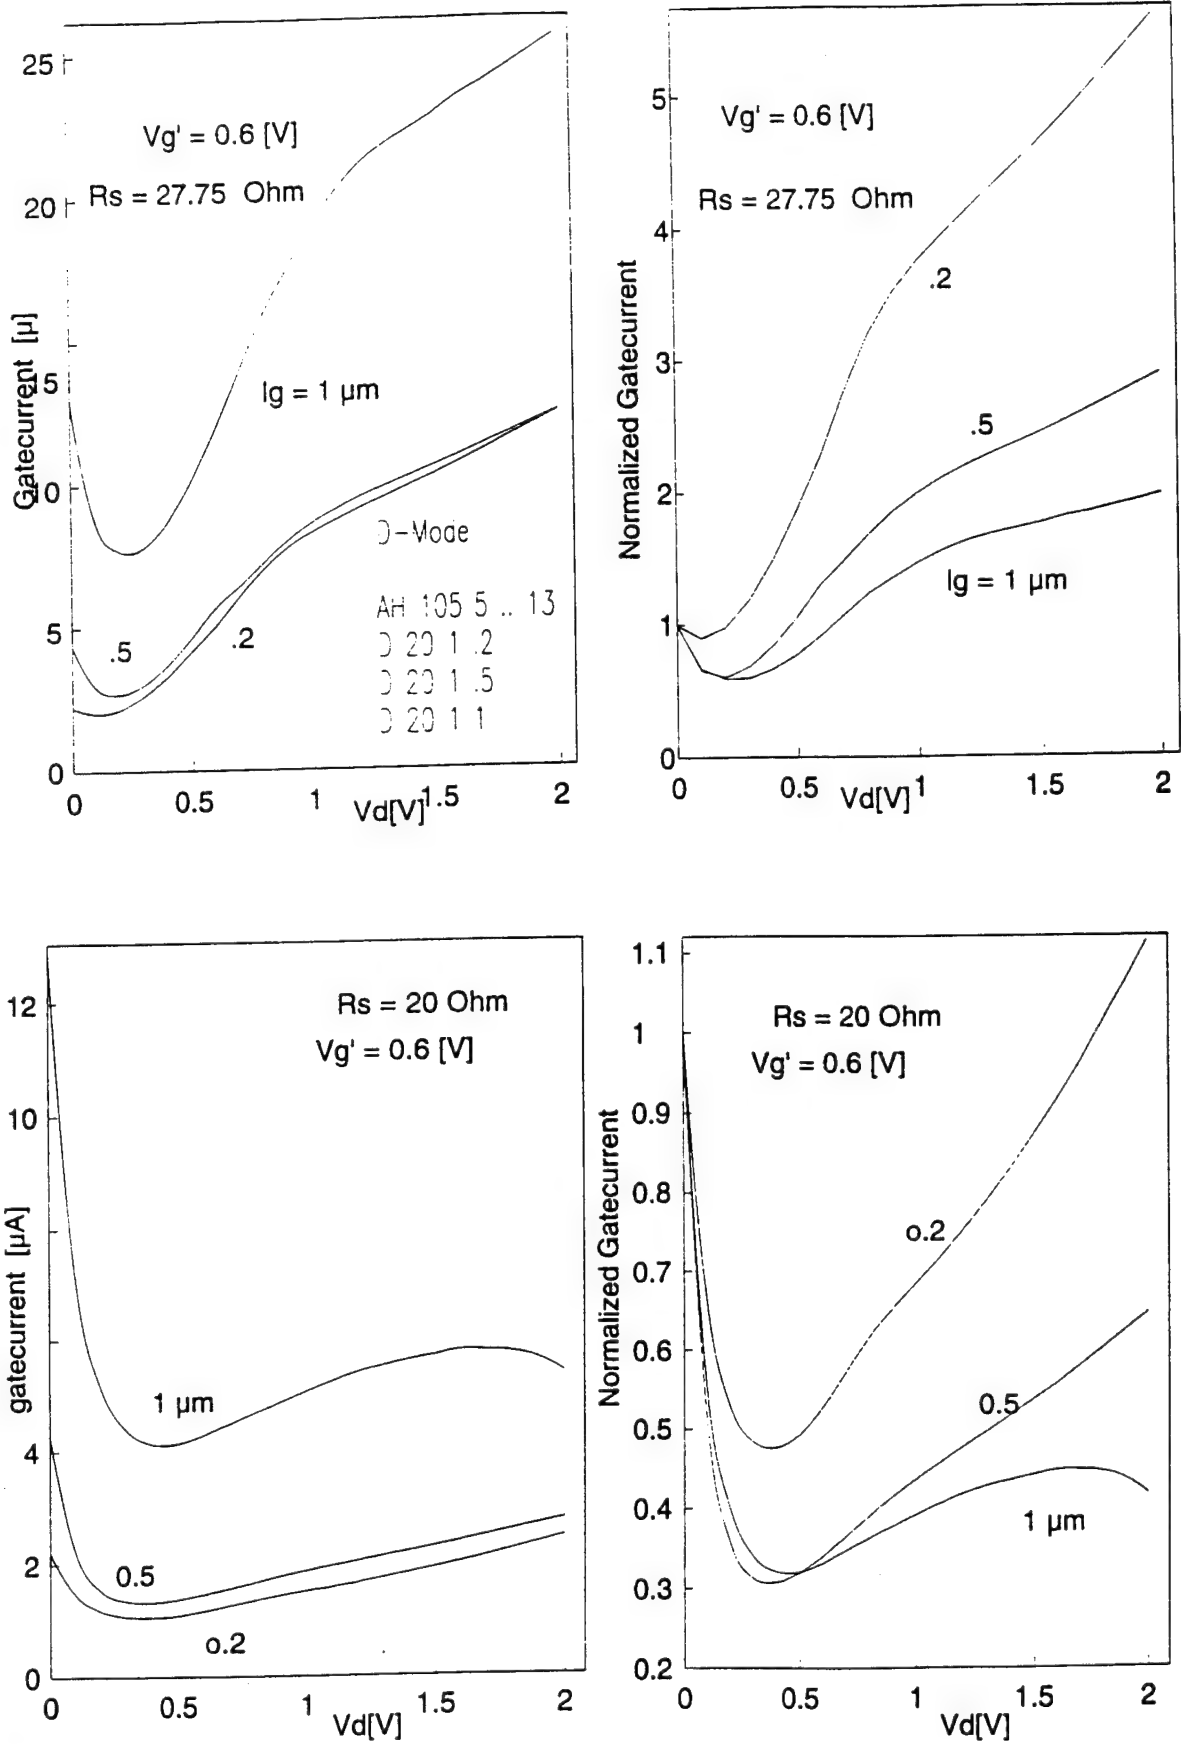 25
20
15
10
5
0
Gatecurrent [µ]
Vg' = 0.6 [V]
Rs = 27.75 Ohm
lg = 1 µm
.5
.2
D-Mode
AH 105 5 .. 13
D 20 1 .2
D 20 1 .5
D 20 1 1
0 0.5 1 1.5 2
Vd[V]
5
4
3
2
1
0
Normalized Gatecurrent
Vg' = 0.6 [V]
Rs = 27.75 Ohm
.2
.5
lg = 1 µm
0 0.5 1 1.5 2
Vd[V]
12
10
4
2
0
gatecurrent [µA]
Rs = 20 Ohm
Vg' = 0.6 [V]
1 µm
0.5
o.2
0 0.5 1 1.5 2
Vd[V]
1.1
1
0.9
0.8
0.7
0.6
0.5
0.4
0.3
0.2
Normalized Gatecurrent
Rs = 20 Ohm
Vg' = 0.6 [V]
o.2
0.5
1 µm
0 0.5 1 1.5 2
Vd[V]